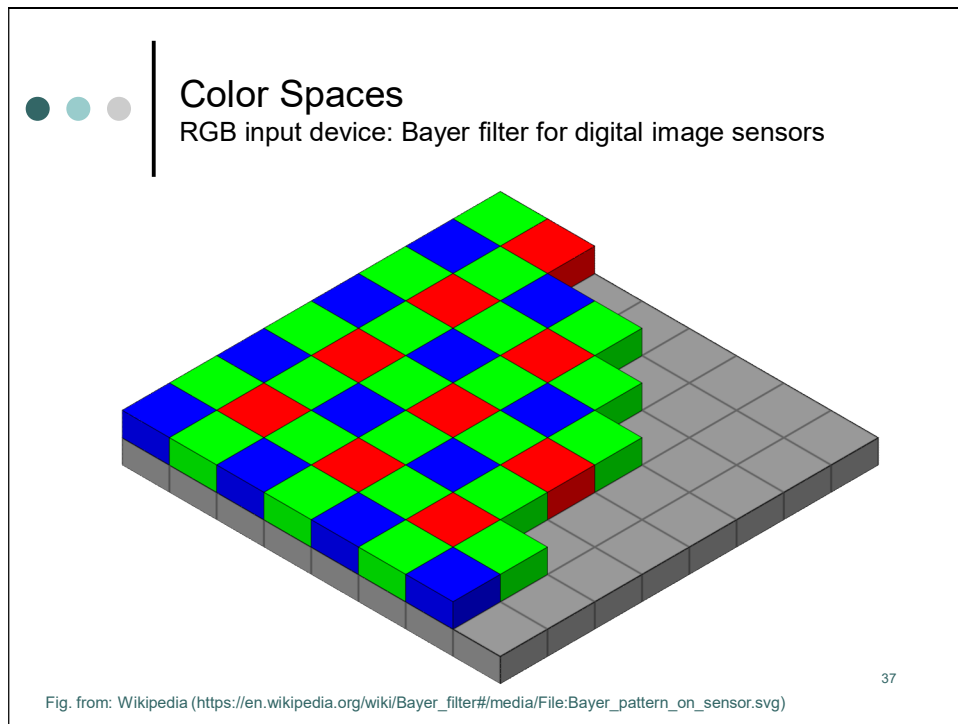 Color Spaces
RGB input device: Bayer filter for digital image sensors
37
Fig. from: Wikipedia (https://en.wikipedia.org/wiki/Bayer_filter#/media/File:Bayer_pattern_on_sensor.svg)